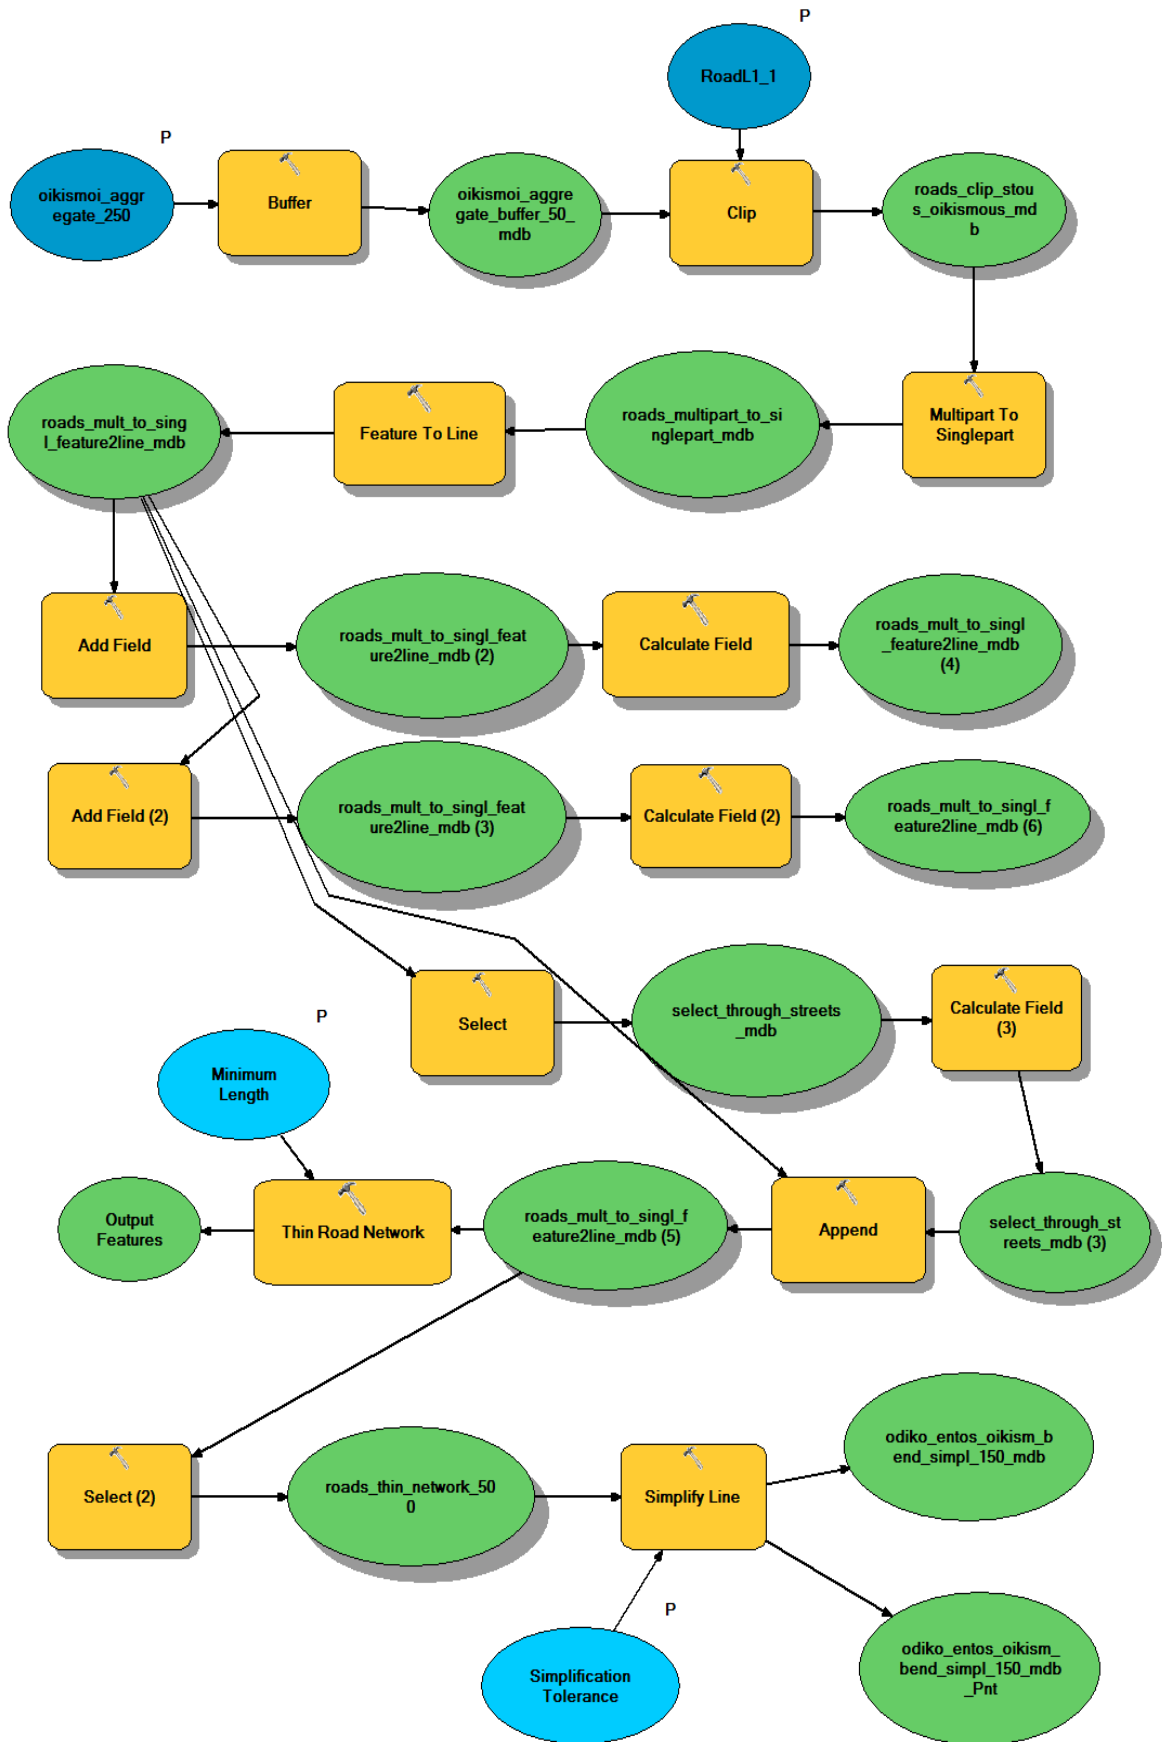 P
RoadL1_1
P
oikismoi_aggr
egate_250
Buffer
oikismoi_aggre
gate_buffer_50_
mdb
Clip
roads_clip_stou
s_oikismous_md
b
roads_mult_to_sing
l_feature2line_mdb
Feature To Line
roads_multipart_to_si
nglepart_mdb
Multipart To
Singlepart
Add Field
roads_mult_to_singl_feat
ure2line_mdb (2)
Calculate Field
roads_mult_to_singl
_feature2line_mdb
(4)
Add Field (2)
roads_mult_to_singl_feat
ure2line_mdb (3)
Calculate Field (2)
roads_mult_to_singl_f
eature2line_mdb (6)
Select
select_through_streets
_mdb
Calculate Field
(3)
P
Minimum
Length
Output
Features
Thin Road Network
roads_mult_to_singl_f
eature2line_mdb (5)
Append
select_through_st
reets_mdb (3)
Select (2)
roads_thin_network_50
0
Simplify Line
odiko_entos_oikism_b
end_simpl_150_mdb
P
Simplification
Tolerance
odiko_entos_oikism_
bend_simpl_150_mdb
_Pnt